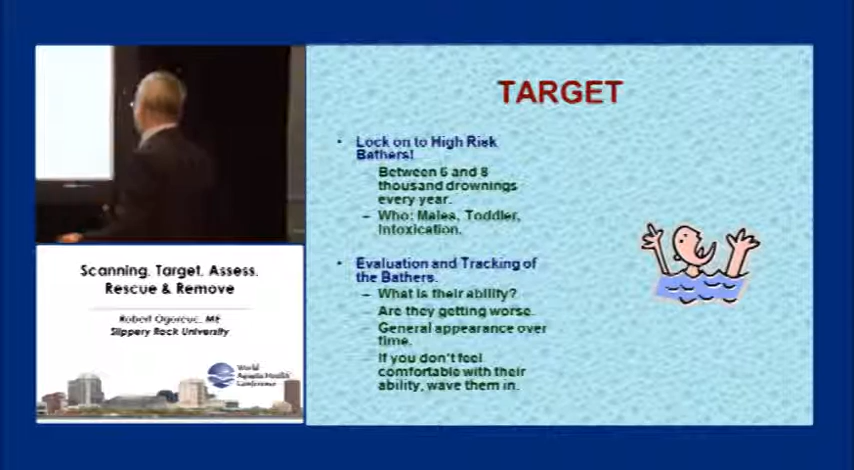 TARGET
• Lock on to High Risk
Bathers!
Between 6 and 8
thousand drownings
every year.
– Who: Males, Toddler,
Intoxication.
• Evaluation and Tracking of
the Bathers.
– What is their ability?
Are they getting worse.
General appearance over
time.
If you don't feel
comfortable with their
ability, wave them in.
Scanning, Target, Assess,
Rescue & Remove
Robert Ogoreuc, ME
Slippery Rock University
World
Aquatic Health
Conference